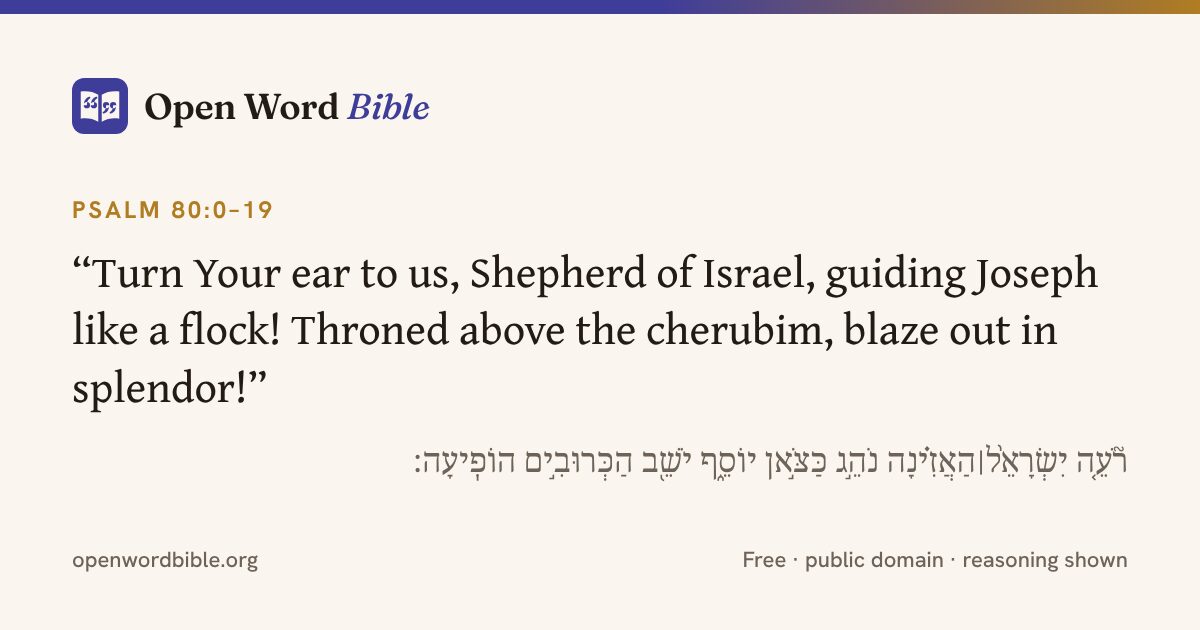 Open Word Bible
PSALM 80:0–19
“Turn Your ear to us, Shepherd of Israel, guiding Joseph
like a flock! Throned above the cherubim, blaze out in
splendor!”
רֹ֘עֵ֤ה יִשְׂרָאֵ֨ל׀הַאֲזִ֗ינָה נֹהֵ֣ג כַּצֹּ֣אן יוֹסֵ֑ף יֹשֵׁ֖ב הַכְּרוּבִ֣ים הוֹפִֽיעָה׃
openwordbible.org
Free · public domain · reasoning shown